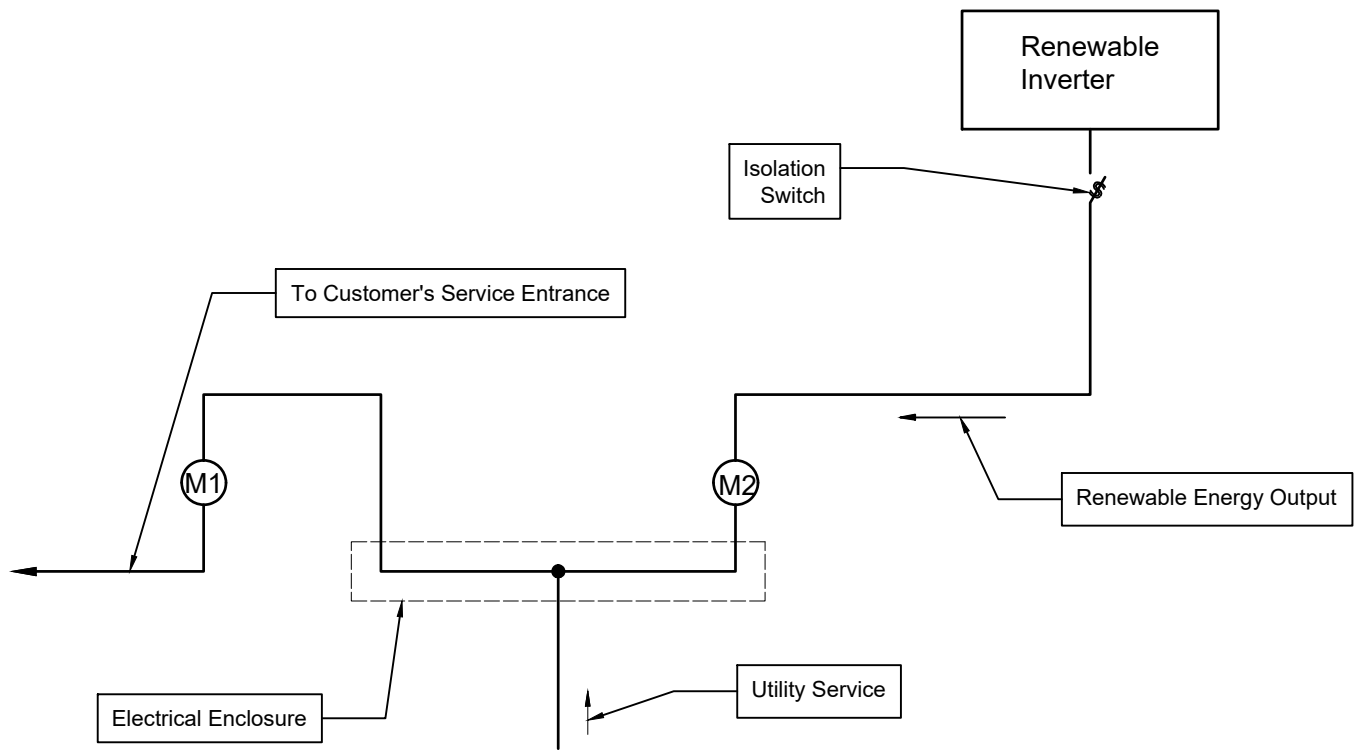 Renewable
Inverter
Isolation
Switch
To Customer's Service Entrance
M1
M2
Renewable Energy Output
Utility Service
Electrical Enclosure